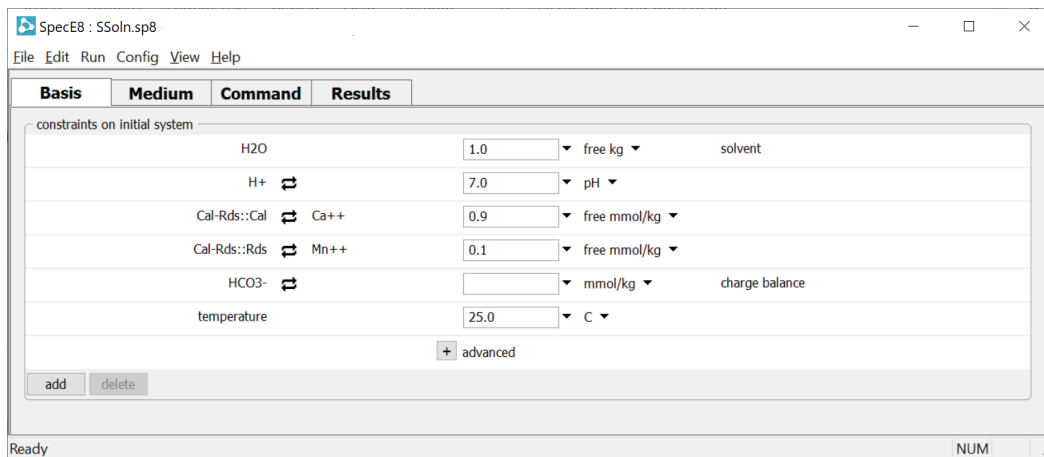 SpecE8 : SSoln.sp8
File Edit Run Config View Help
Basis Medium Command Results
constraints on initial system
H2O 1.0 free kg solvent
H+ 7.0 pH
Cal-Rds::Cal Ca++ 0.9 free mmol/kg
Cal-Rds::Rds Mn++ 0.1 free mmol/kg
HCO3- mmol/kg charge balance
temperature 25.0 C
+ advanced
add delete
Ready NUM